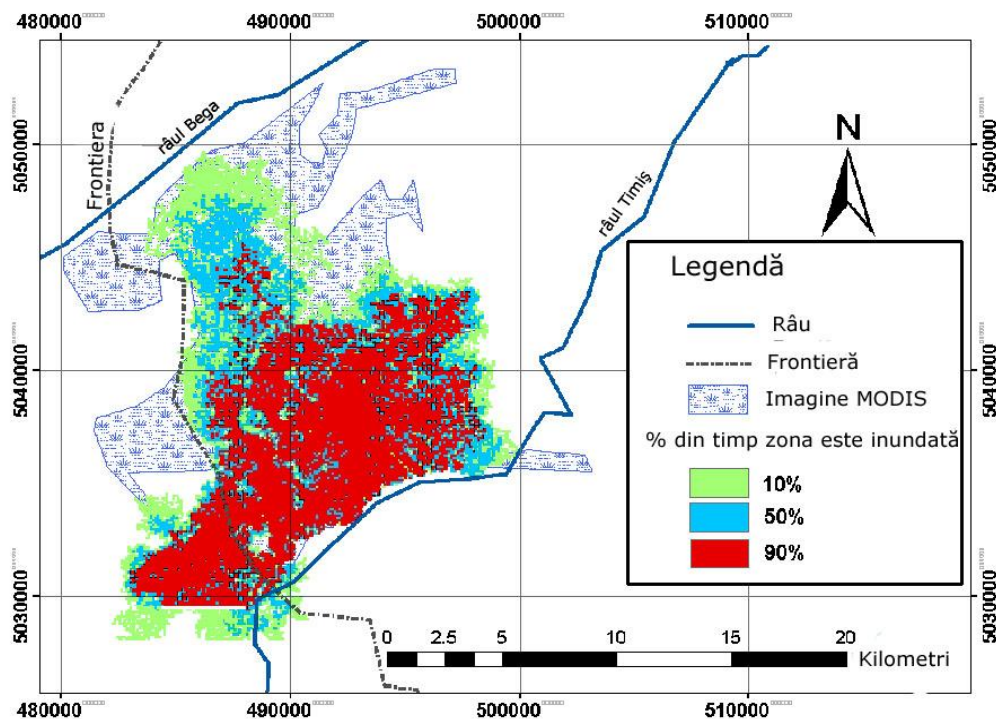 480000 490000 500000 510000
5050000 5050000
5040000 5040000
5030000 5030000
râul Bega
Frontiera
râul Timiș
N
Legendă
Râu
Frontieră
Imagine MODIS
% din timp zona este inundată
10%
50%
90%
0 2.5 5 10 15 20
Kilometri
480000 490000 500000 510000